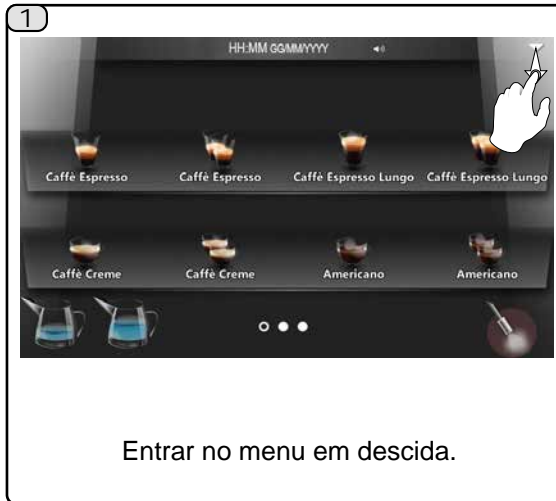 1
HH:MM GG/MM/YYYY
Caffè Espresso Caffè Espresso Caffè Espresso Lungo Caffè Espresso Lungo
Caffè Creme Caffè Creme Americano Americano
Entrar no menu em descida.